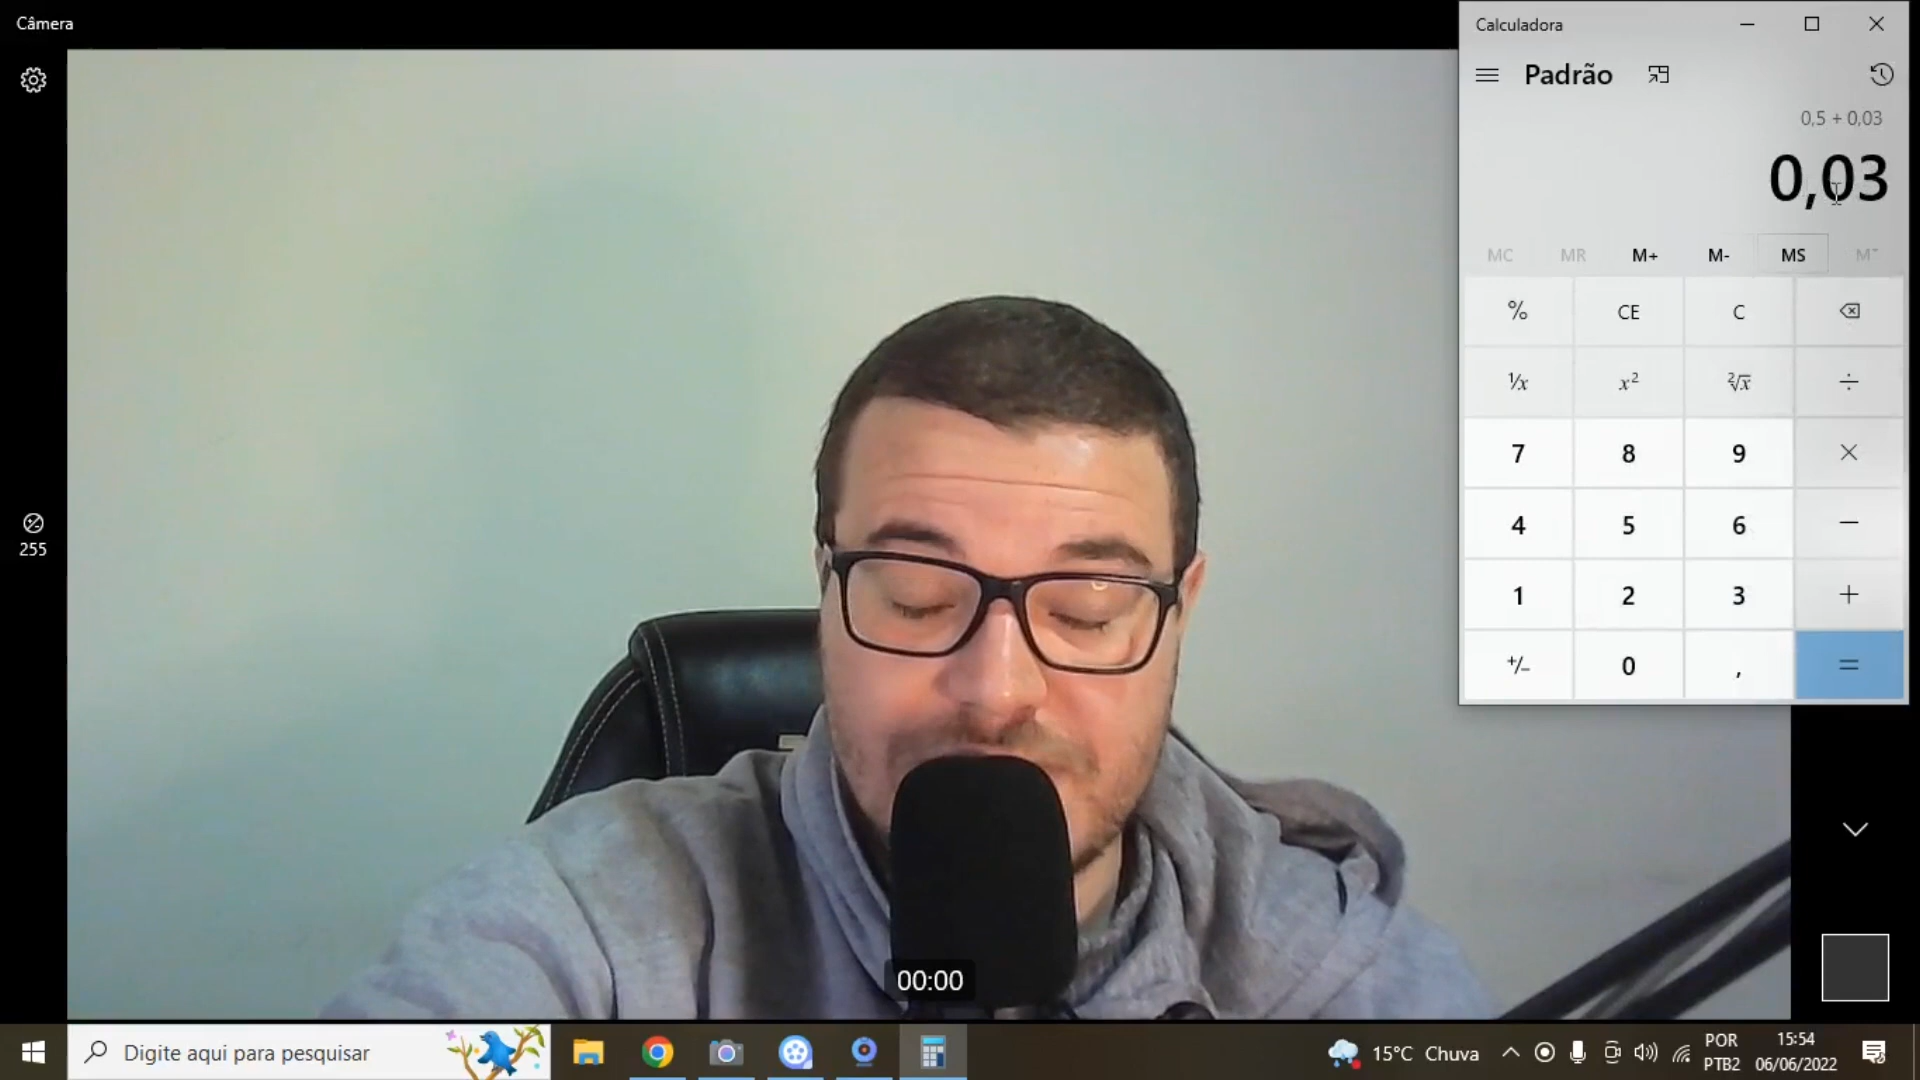 Câmera
255
00:00
Calculadora
Padrão
0,5 + 0,03
0,03
MC MR M+ M- MS M˅
% CE C
¹/x x² ²√x ÷
7 8 9 ×
4 5 6 −
1 2 3 +
+/− 0 , =
Digite aqui para pesquisar
15°C Chuva
POR
PTB2
15:54
06/06/2022